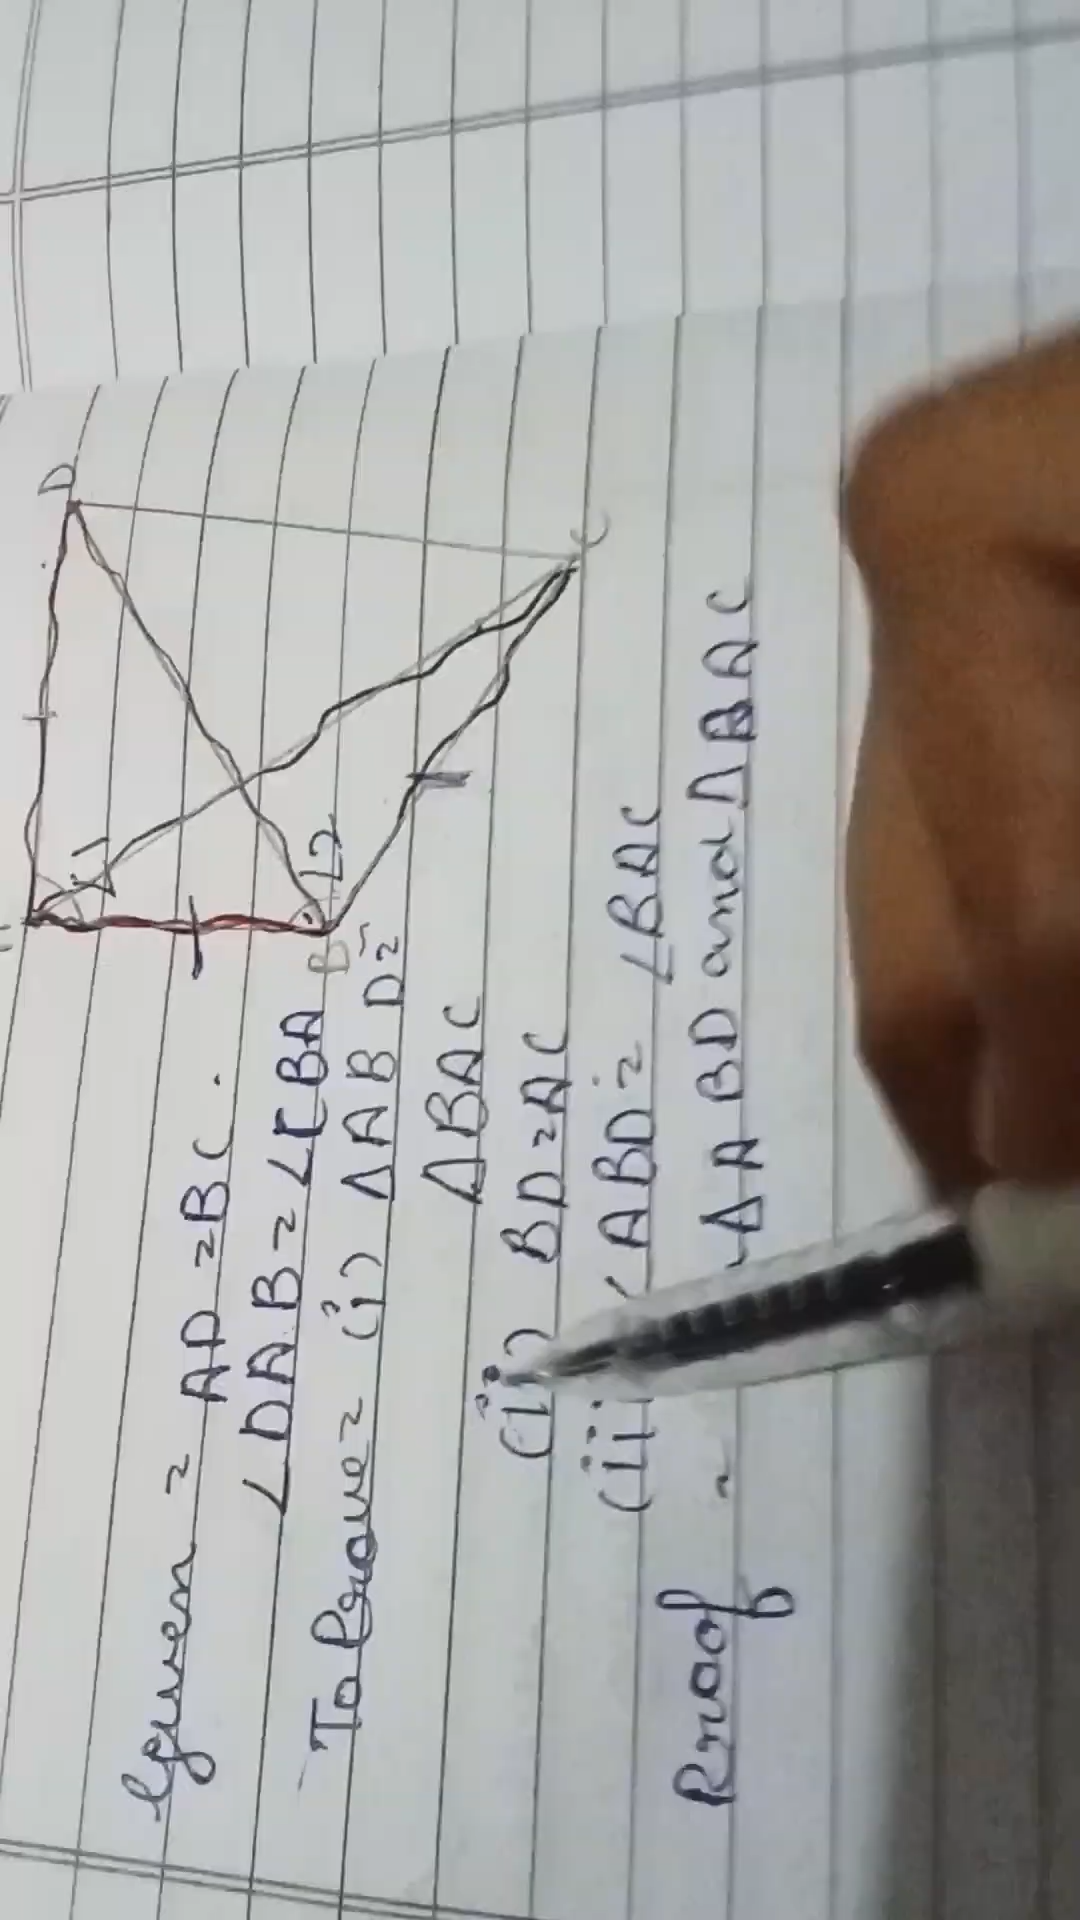 D
C
∠1
∠2
B
Given = AD = BC.
∠DAB = ∠CBA
To Prove = (i) ΔABD ≅
ΔBAC
(ii) BD = AC
(iii) ∠ABD = ∠BAC
Proof = ΔABD and ΔBAC